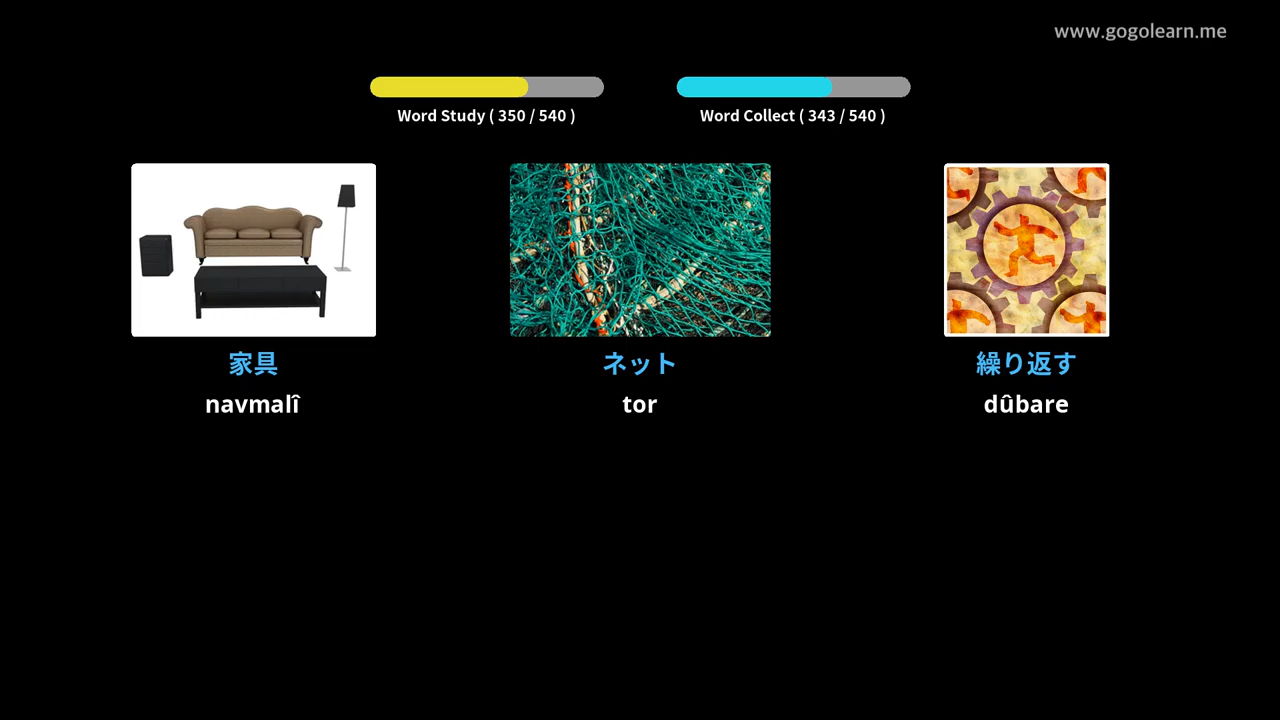 www.gogolearn.me
Word Study ( 350 / 540 )
Word Collect ( 343 / 540 )
家具
ネット
繰り返す
navmalî
tor
dûbare